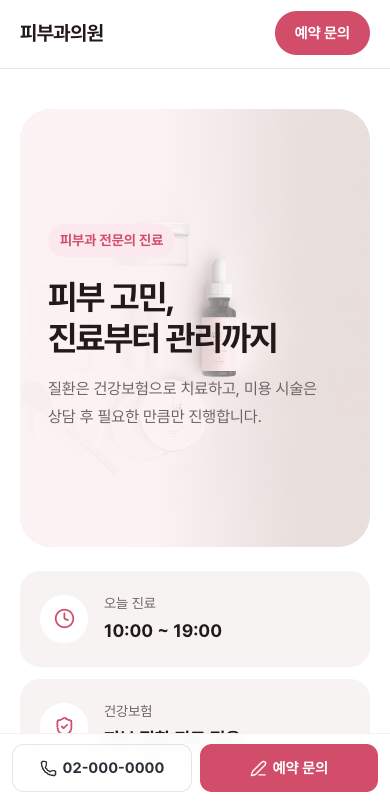 피부과의원
예약 문의
피부과 전문의 진료
피부 고민,
진료부터 관리까지
질환은 건강보험으로 치료하고, 미용 시술은
상담 후 필요한 만큼만 진행합니다.
오늘 진료
10:00 ~ 19:00
건강보험
02-000-0000
예약 문의